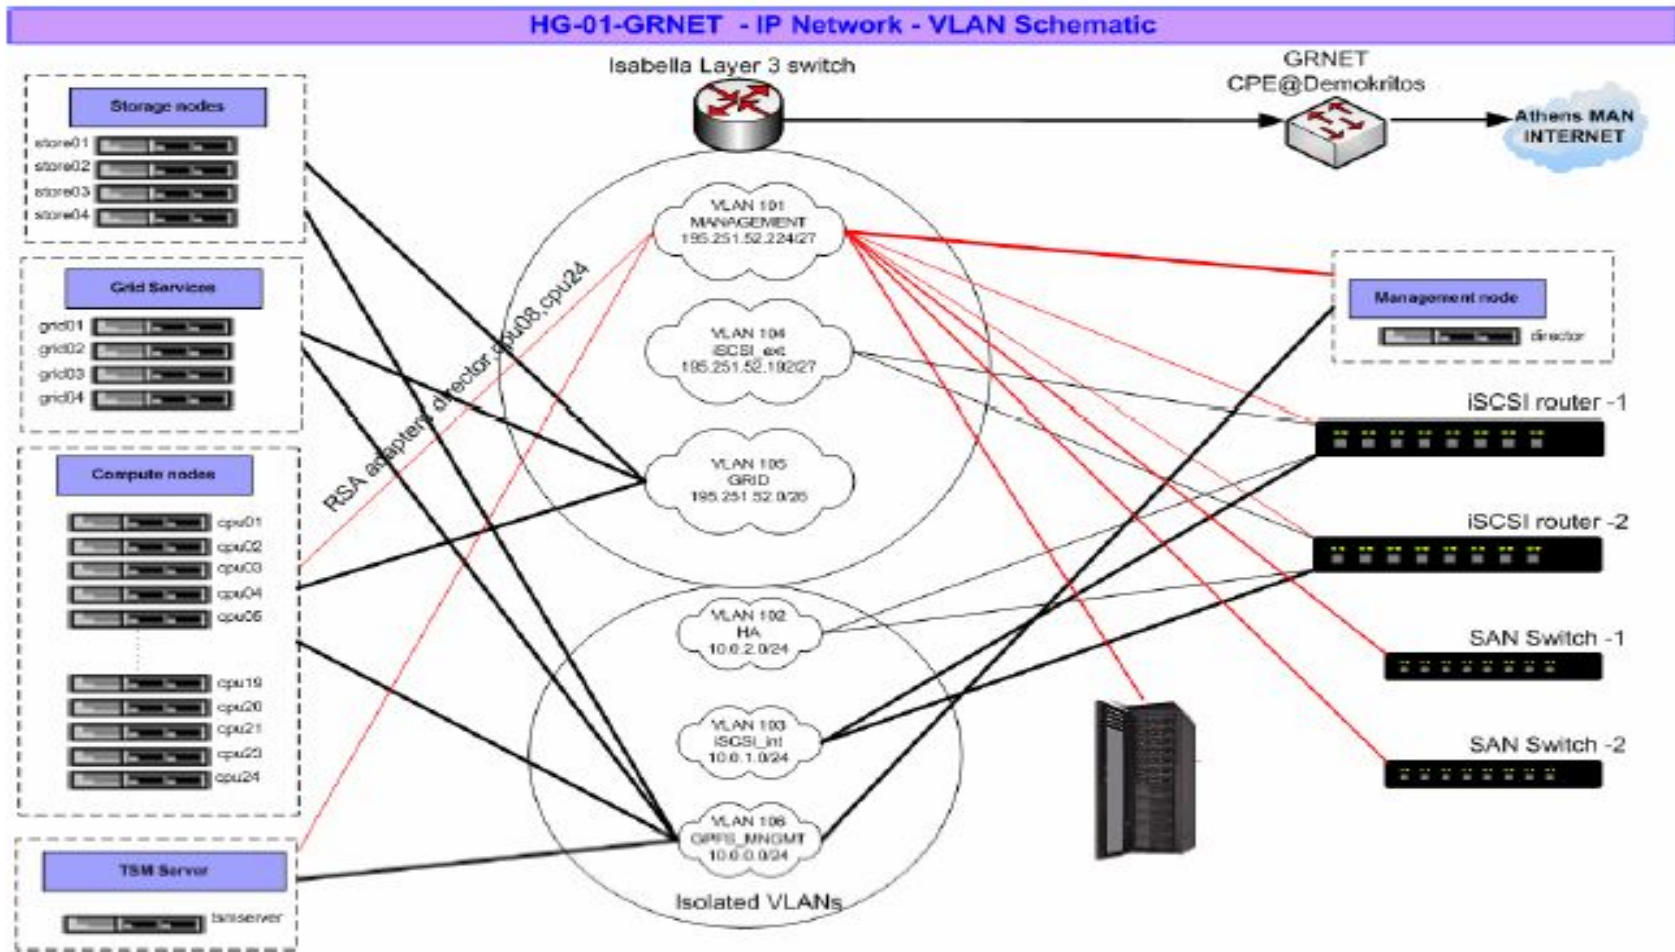 HG-01-GRNET - IP Network - VLAN Schematic
Isabella Layer 3 switch
GRNET
CPE@Demokritos
Athens MAN
INTERNET
Storage nodes
store01
store02
store03
store04
Grid Services
grid01
grid02
grid03
grid04
Compute nodes
cpu01
cpu02
cpu03
cpu04
cpu05
cpu19
cpu20
cpu21
cpu23
cpu24
TSM Server
tsmserver
RSA adapters director,cpu08,cpu24
VLAN 101
MANAGEMENT
195.251.52.224/27
VLAN 104
iSCSI_ext
195.251.52.192/27
VLAN 105
GRID
195.251.52.0/26
VLAN 102
HA
10.0.2.0/24
VLAN 103
iSCSI_int
10.0.1.0/24
VLAN 106
GPFS_MNGMT
10.0.0.0/24
Isolated VLANs
Management node
director
iSCSI router -1
iSCSI router -2
SAN Switch -1
SAN Switch -2